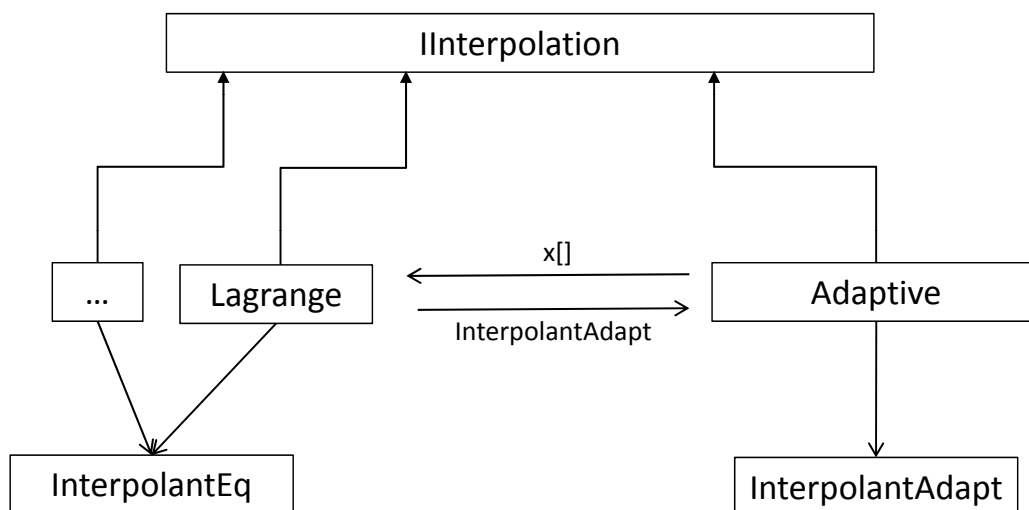 IInterpolation
x[]
...
Lagrange
Adaptive
InterpolantAdapt
InterpolantEq
InterpolantAdapt